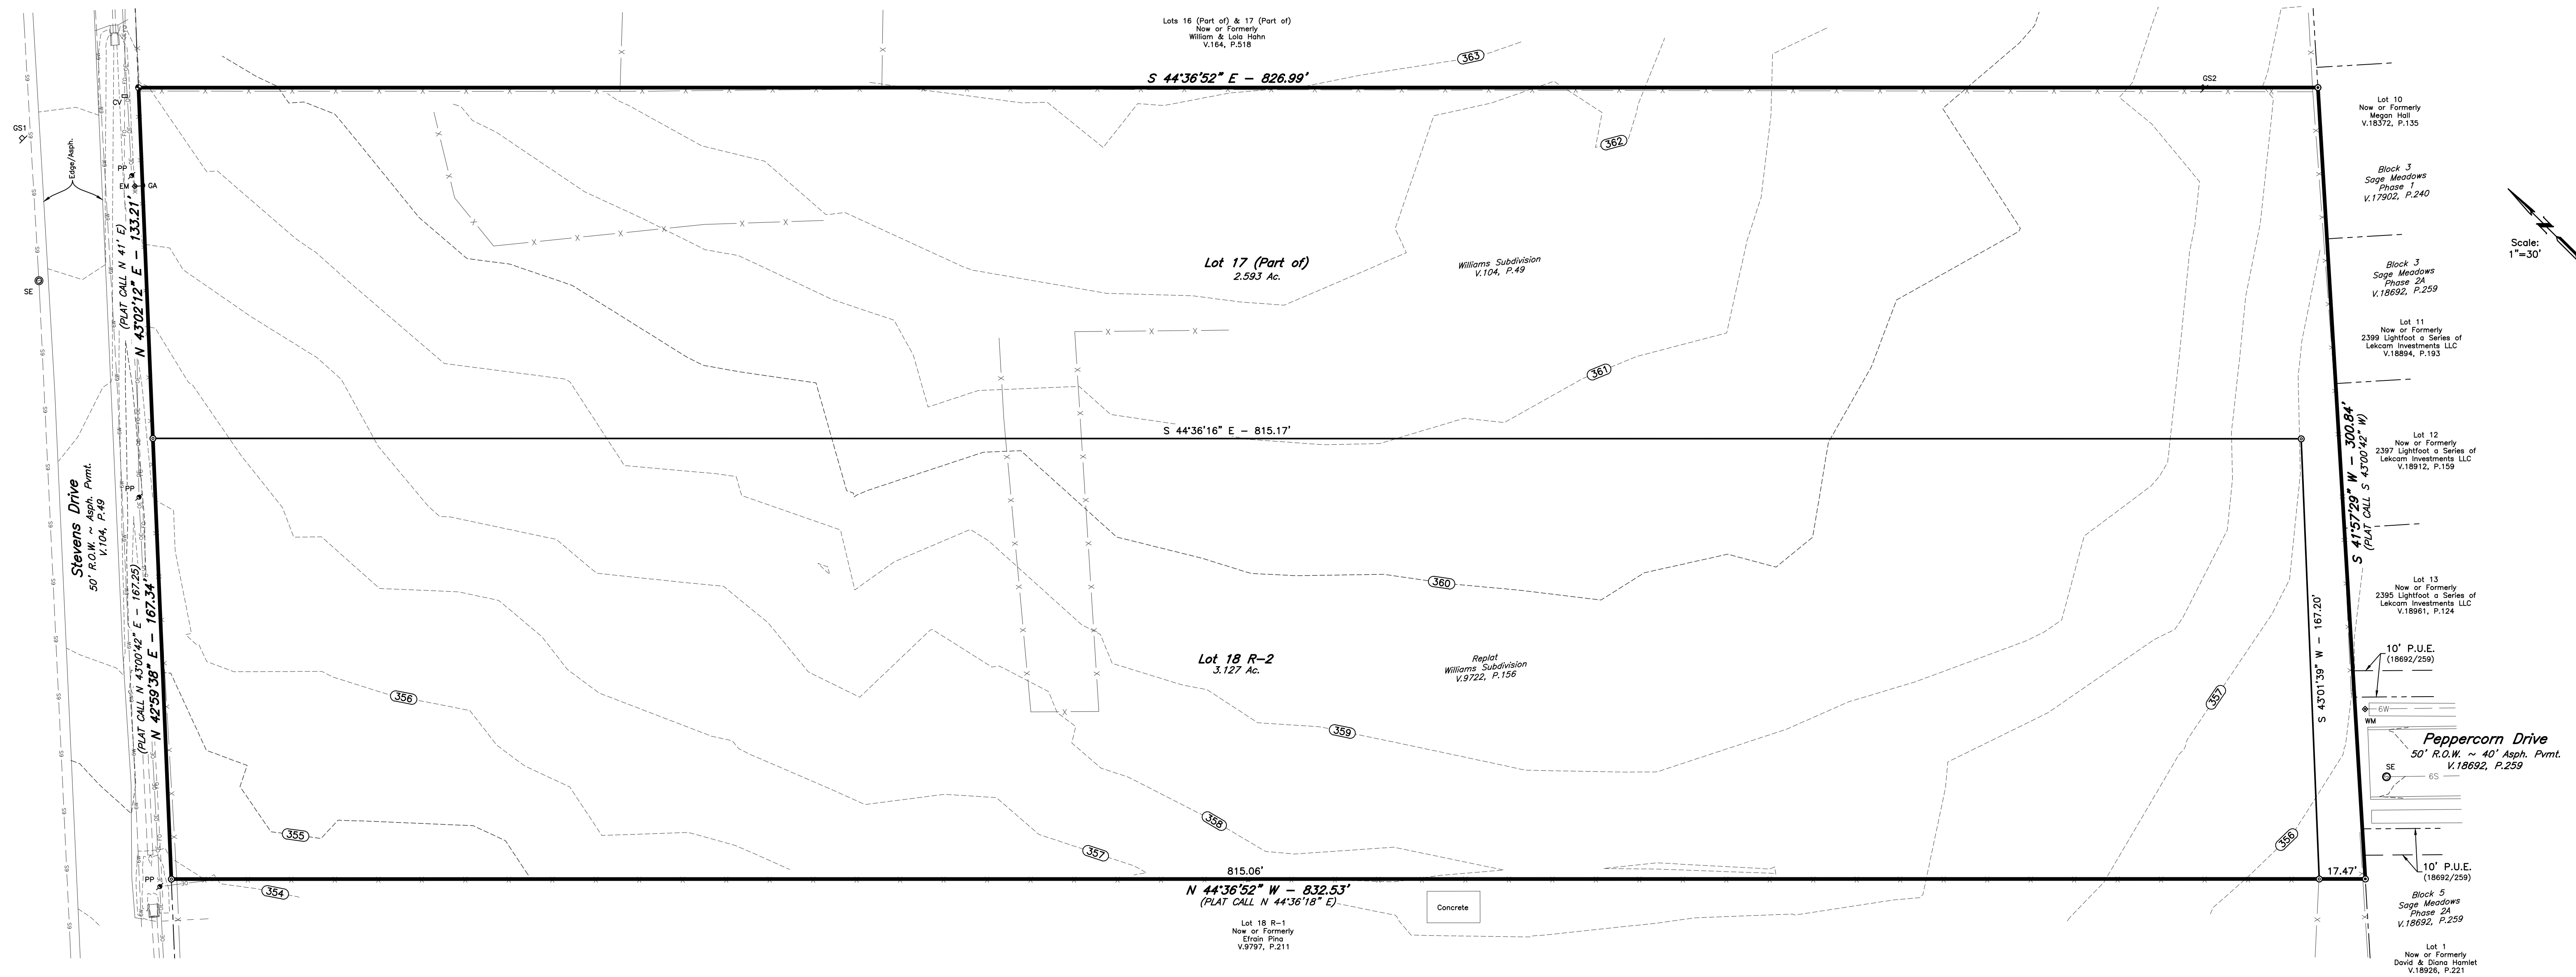 Lots 16 (Part of) & 17 (Part of)
Now or Formerly
William & Lola Hahn
V.164, P.518
363
S 44°36'52" E – 826.99'
GS2
CV
GS1
Edge/Asph.
PP
EM
GA
SE
N 43°02'12" E – 133.21'
(PLAT CALL N 41' E)
362
Lot 10
Now or Formerly
Megan Hall
V.18372, P.135
Block 3
Sage Meadows
Phase 1
V.17902, P.240
Scale:
1"=30'
Lot 17 (Part of)
2.593 Ac.
Williams Subdivision
V.104, P.49
Block 3
Sage Meadows
Phase 2A
V.18692, P.259
Lot 11
Now or Formerly
2399 Lightfoot a Series of
Lekcam Investments LLC
V.18894, P.193
361
S 44°36'16" E – 815.17'
S 41°57'29" W – 300.84'
(PLAT CALL S 43°00'42" W)
Lot 12
Now or Formerly
2397 Lightfoot a Series of
Lekcam Investments LLC
V.18912, P.159
Stevens Drive
50' R.O.W. ~ Asph. Pvmt.
V.104, P.49
PP
N 42°59'38" E – 167.34'
(PLAT CALL N 43°00'42" E – 167.25)
360
Lot 13
Now or Formerly
2395 Lightfoot a Series of
Lekcam Investments LLC
V.18961, P.124
S 43°01'39" W – 167.20'
Lot 18 R-2
3.127 Ac.
Replat
Williams Subdivision
V.9722, P.156
10' P.U.E.
(18692/259)
356
357
359
6W
WM
Peppercorn Drive
50' R.O.W. ~ 40' Asph. Pvmt.
V.18692, P.259
SE
6S
358
355
357
356
815.06'
17.47'
10' P.U.E.
(18692/259)
PP
354
N 44°36'52" W – 832.53'
(PLAT CALL N 44°36'18" E)
Concrete
Block 5
Sage Meadows
Phase 2A
V.18692, P.259
Lot 18 R-1
Now or Formerly
Efrain Pina
V.9797, P.211
Lot 1
Now or Formerly
David & Diana Hamlet
V.18926, P.221